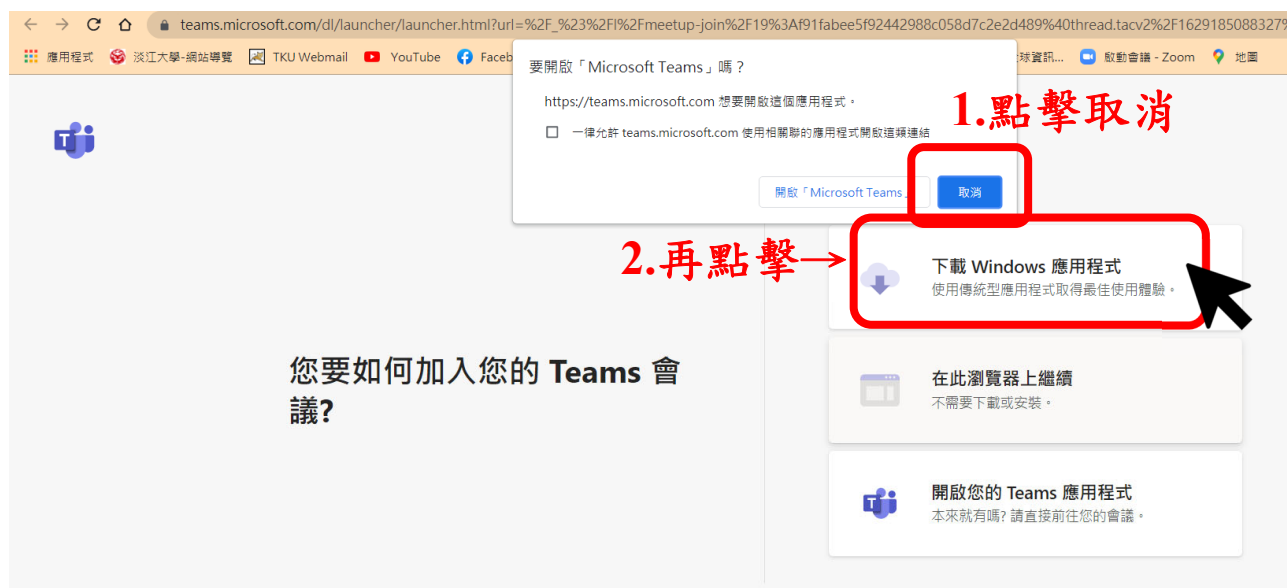 teams.microsoft.com/dl/launcher/launcher.html?url=%2F_%23%2Fl%2Fmeetup-join%2F19%3Af91fabee5f92442988c058d7c2e2d489%40thread.tacv2%2F1629185088327%
應用程式 淡江大學-網站導覽 TKU Webmail YouTube Faceb 球資訊... 啟動會議 - Zoom 地圖
要開啟「Microsoft Teams」嗎?
https://teams.microsoft.com 想要開啟這個應用程式。
一律允許 teams.microsoft.com 使用相關聯的應用程式開啟這類連結
1.點擊取消
開啟「Microsoft Teams」 取消
2.再點擊→
下載 Windows 應用程式
使用傳統型應用程式取得最佳使用體驗。
您要如何加入您的 Teams 會
議?
在此瀏覽器上繼續
不需要下載或安裝。
開啟您的 Teams 應用程式
本來就有嗎? 請直接前往您的會議。